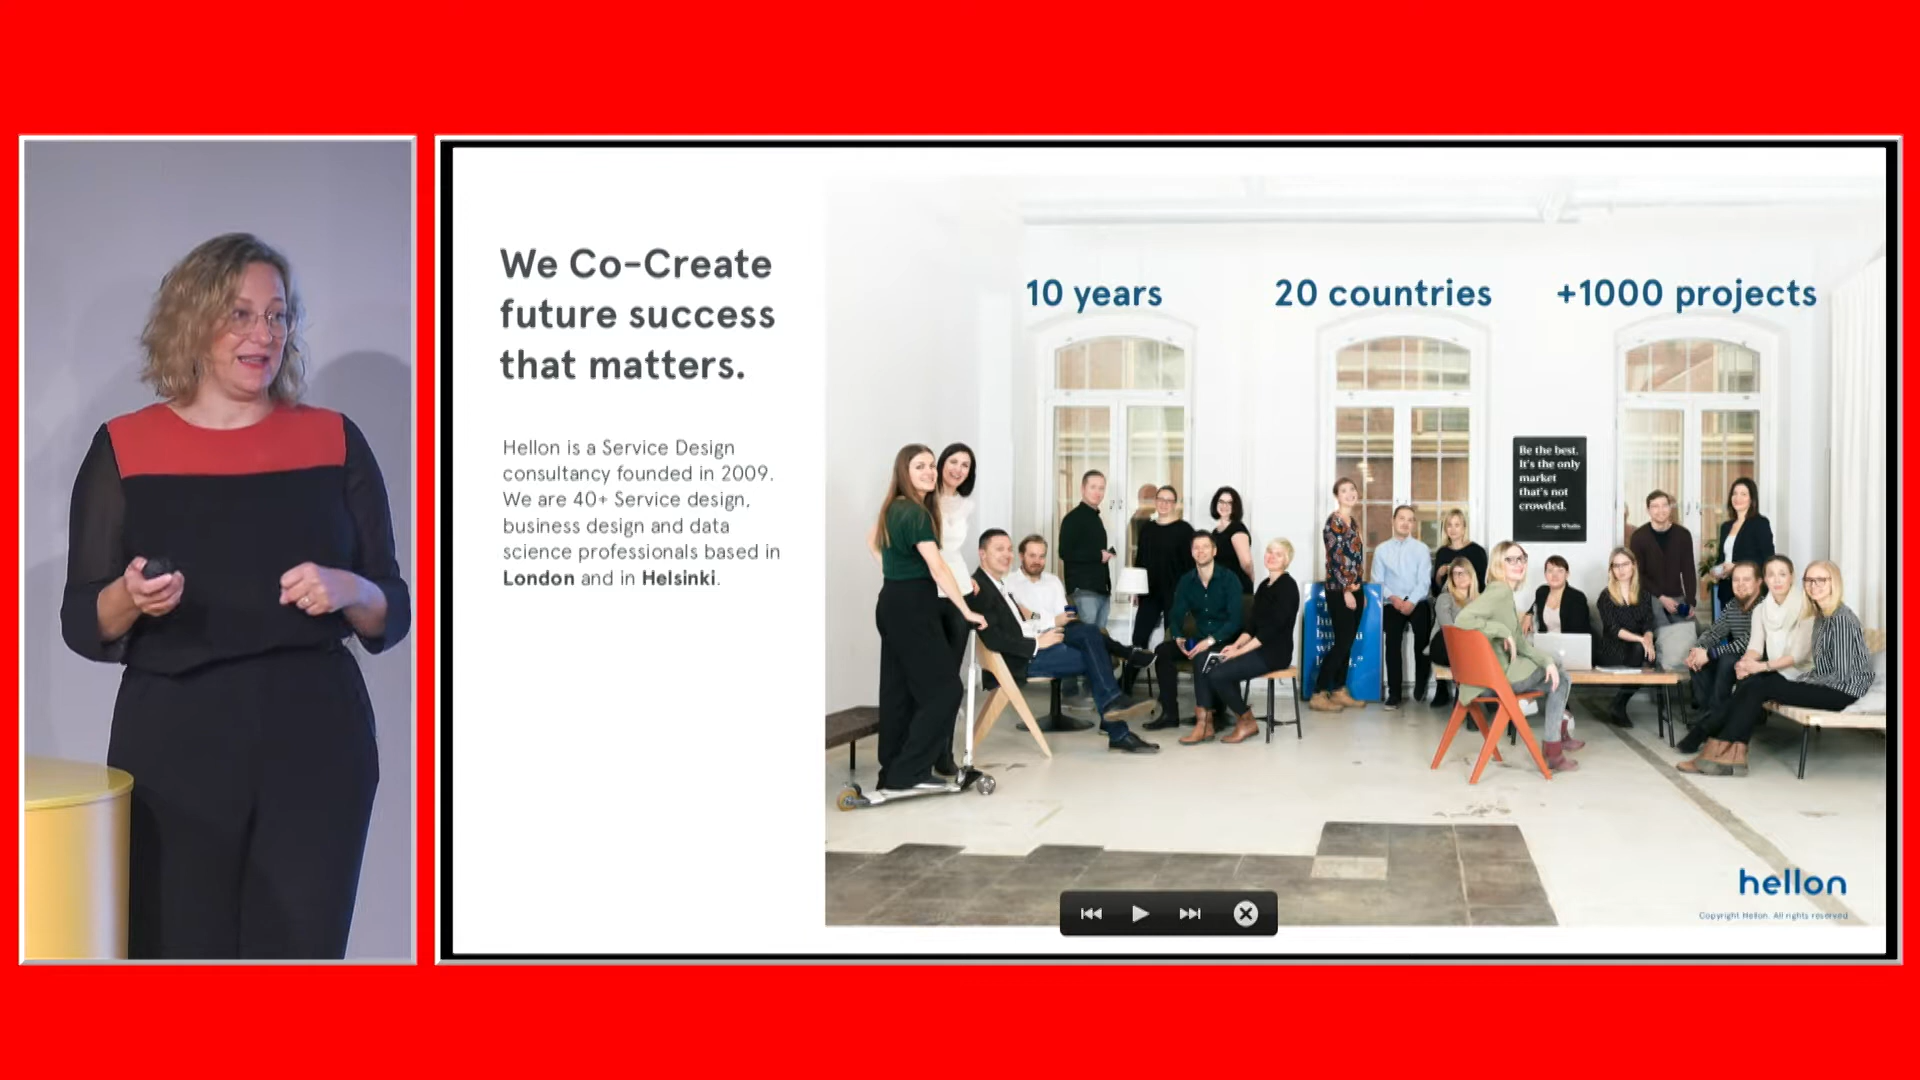 We Co-Create
future success
that matters.
Hellon is a Service Design
consultancy founded in 2009.
We are 40+ Service design,
business design and data
science professionals based in
London and in Helsinki.
10 years
20 countries
+1000 projects
Be the best.
It's the only
market
that's not
crowded.
- George Whalin
hellon
Copyright Hellon. All rights reserved